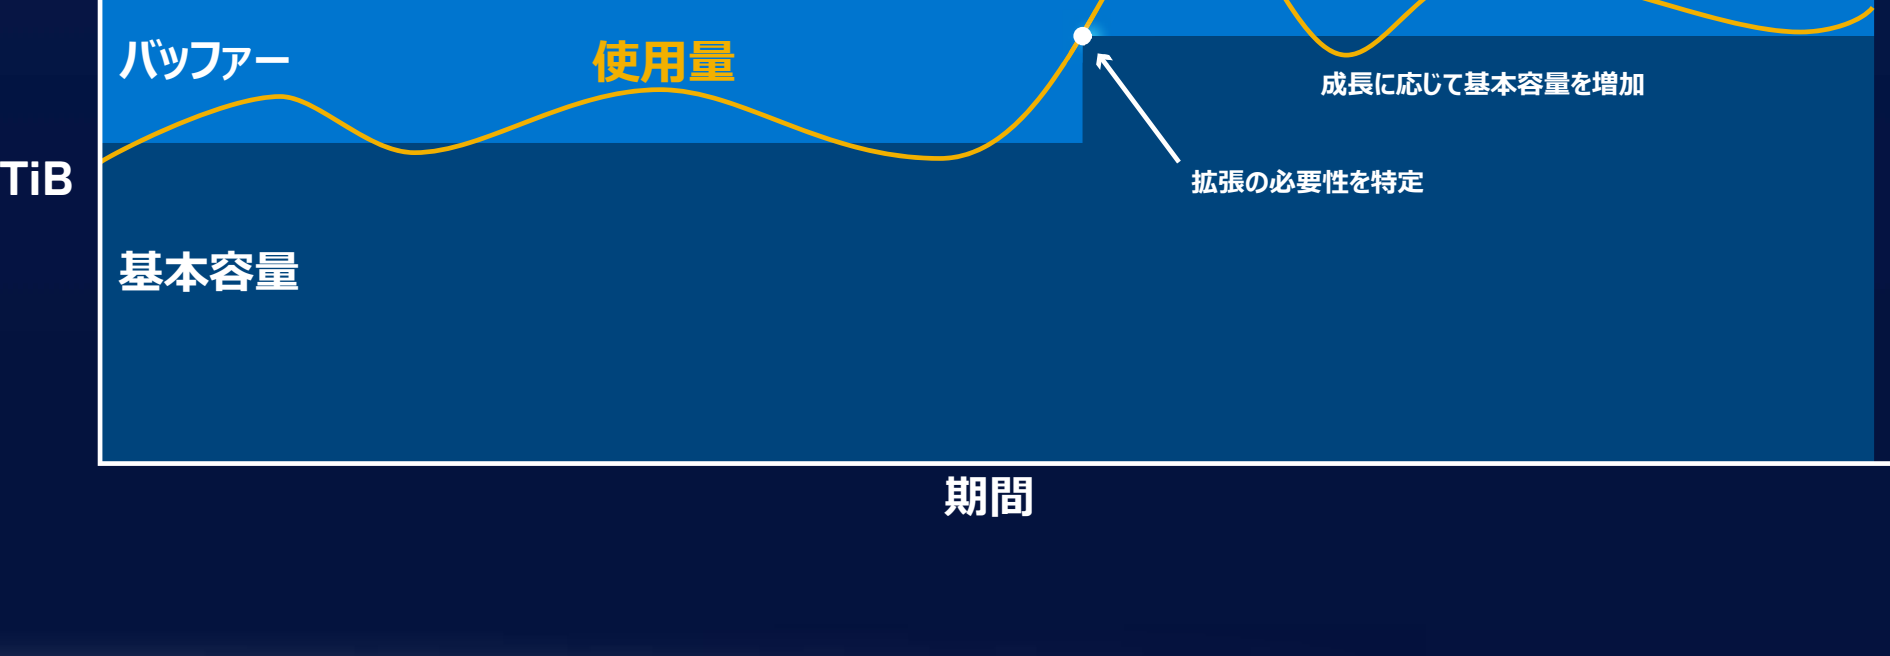 バッファー
使用量
成長に応じて基本容量を増加
TiB
拡張の必要性を特定
基本容量
期間